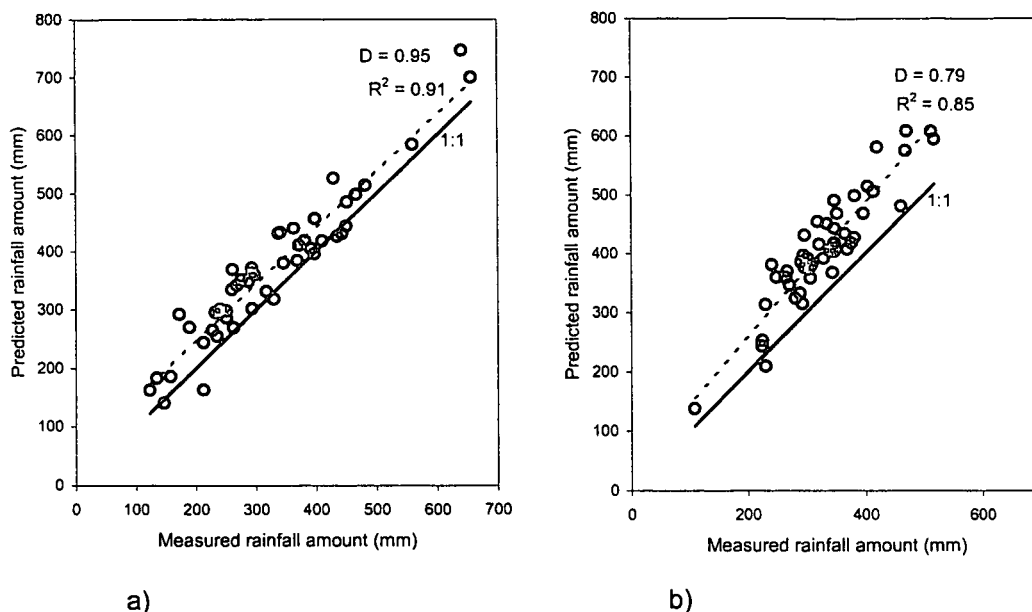 800
700
600
500
400
300
200
100
0
Predicted rainfall amount (mm)
D = 0.95
R² = 0.91
1:1
0 100 200 300 400 500 600 700
Measured rainfall amount (mm)
a)
800
700
600
500
400
300
200
100
0
Predicted rainfall amount (mm)
D = 0.79
R² = 0.85
1:1
0 200 400 600
Measured rainfall amount (mm)
b)